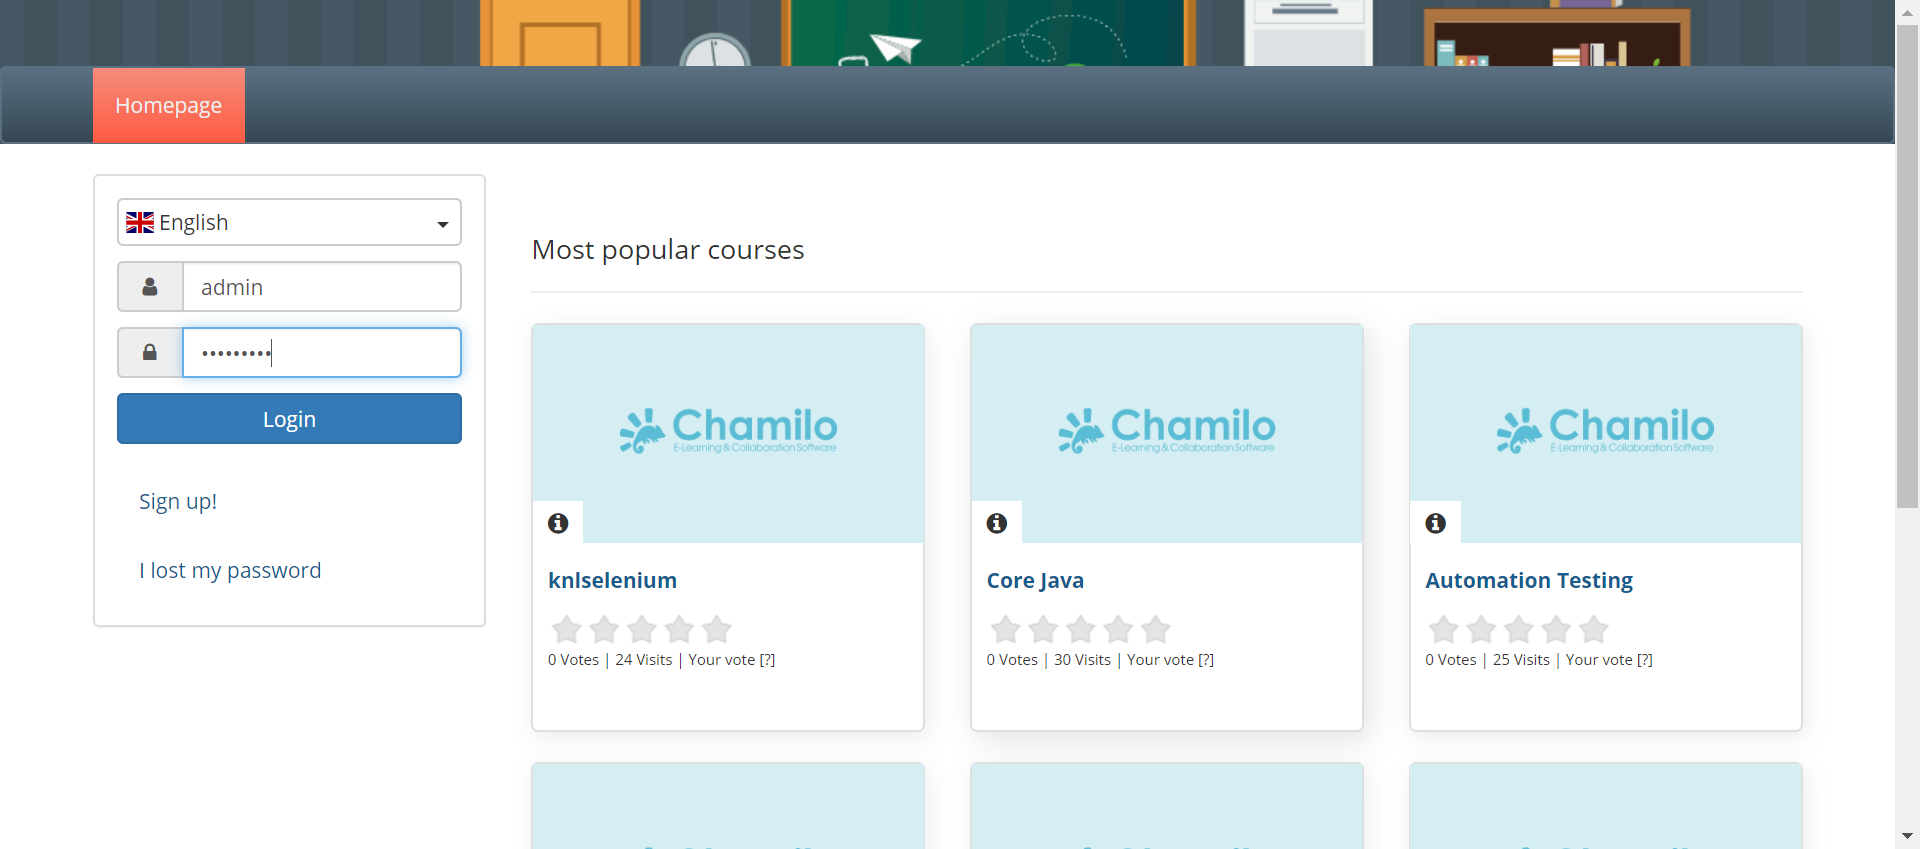 Homepage
English
admin
•••••••••
Login
Sign up!
I lost my password
Most popular courses
Chamilo
E-Learning & Collaboration Software
knlselenium
0 Votes | 24 Visits | Your vote [?]
Chamilo
E-Learning & Collaboration Software
Core Java
0 Votes | 30 Visits | Your vote [?]
Chamilo
E-Learning & Collaboration Software
Automation Testing
0 Votes | 25 Visits | Your vote [?]